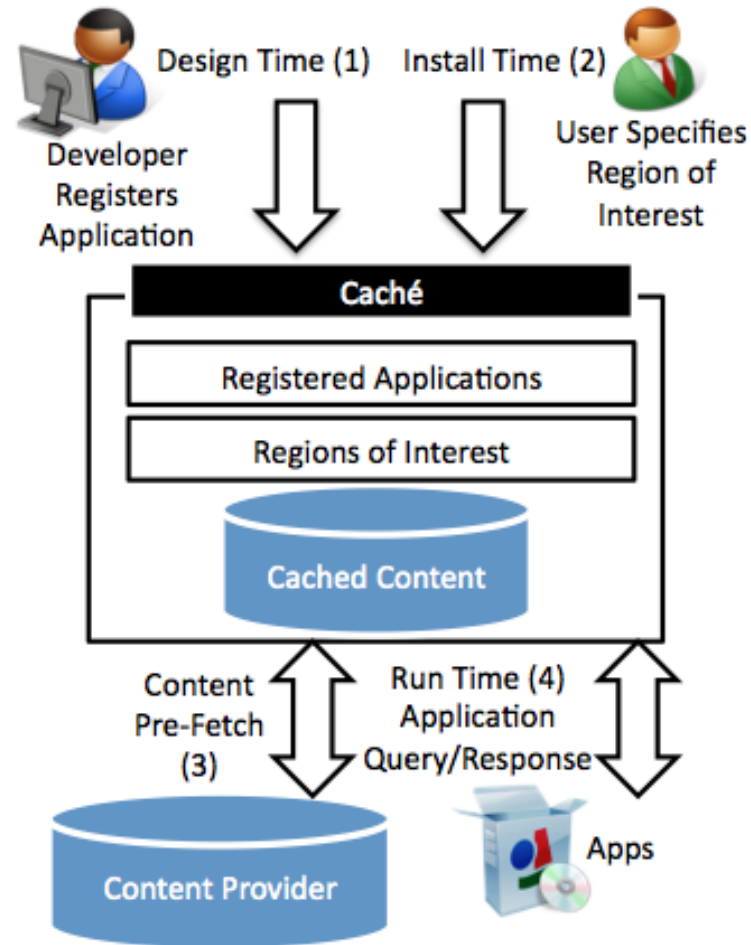 Design Time (1)
Install Time (2)
Developer
Registers
Application
User Specifies
Region of
Interest
Caché
Registered Applications
Regions of Interest
Cached Content
Content
Pre-Fetch
(3)
Run Time (4)
Application
Query/Response
Content Provider
Apps